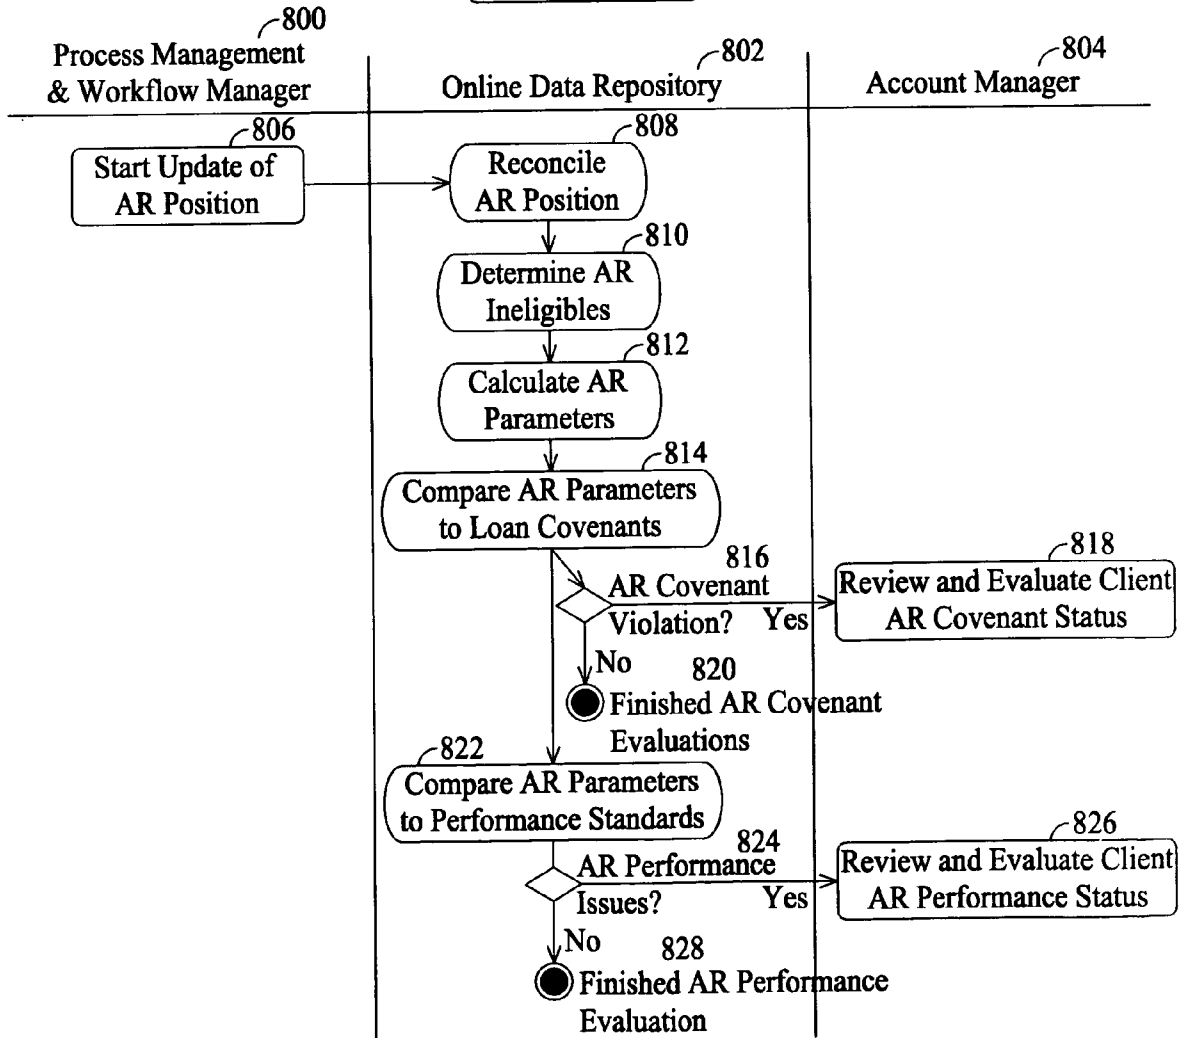 800
Process Management
& Workflow Manager
802
Online Data Repository
804
Account Manager
806
Start Update of
AR Position
808
Reconcile
AR Position
810
Determine AR
Ineligibles
812
Calculate AR
Parameters
814
Compare AR Parameters
to Loan Covenants
816
AR Covenant
Violation?
Yes
818
Review and Evaluate Client
AR Covenant Status
No
820
Finished AR Covenant
Evaluations
822
Compare AR Parameters
to Performance Standards
824
AR Performance
Issues?
Yes
826
Review and Evaluate Client
AR Performance Status
No
828
Finished AR Performance
Evaluation